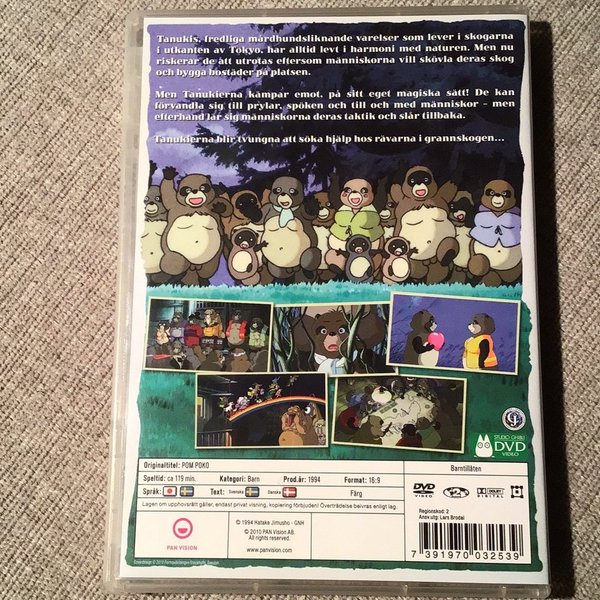 Tanukis, fredliga mårdhundsliknande varelser som lever i skogarna
i utkanten av Tokyo, har alltid levt i harmoni med naturen. Men nu
riskerar de att utrotas eftersom människorna vill skövla deras skog
och bygga bostäder på platsen.
Men Tanukierna kämpar emot, på sitt eget magiska sätt! De kan
förvandla sig till prylar, spöken och till och med människor – men
efterhand lär sig människorna deras taktik och slår tillbaka.
Tanukierna blir tvungna att söka hjälp hos rävarna i grannskogen...
STUDIO GHIBLI
DVD
VIDEO
Originaltitel: POM POKO
Barntillåten
Speltid: ca 119 min.
Kategori: Barn
Prod.år: 1994
Format: 16:9
Språk:
Text: Svenska
Danska
Färg
DVD
VIDEO
2
DOLBY
DIGITAL
Lagen om upphovsrätt gäller, endast privat visning, kopiering förbjuden! Överträdelse beivras enligt lag.
PAN VISION
© 1994 Hatake Jimusho - GNH
© 2010 PAN Vision AB
All rights reserved.
www.panvision.com
Regionskod: 2
Ansv.utg: Lars Brodal
7 391970 032539